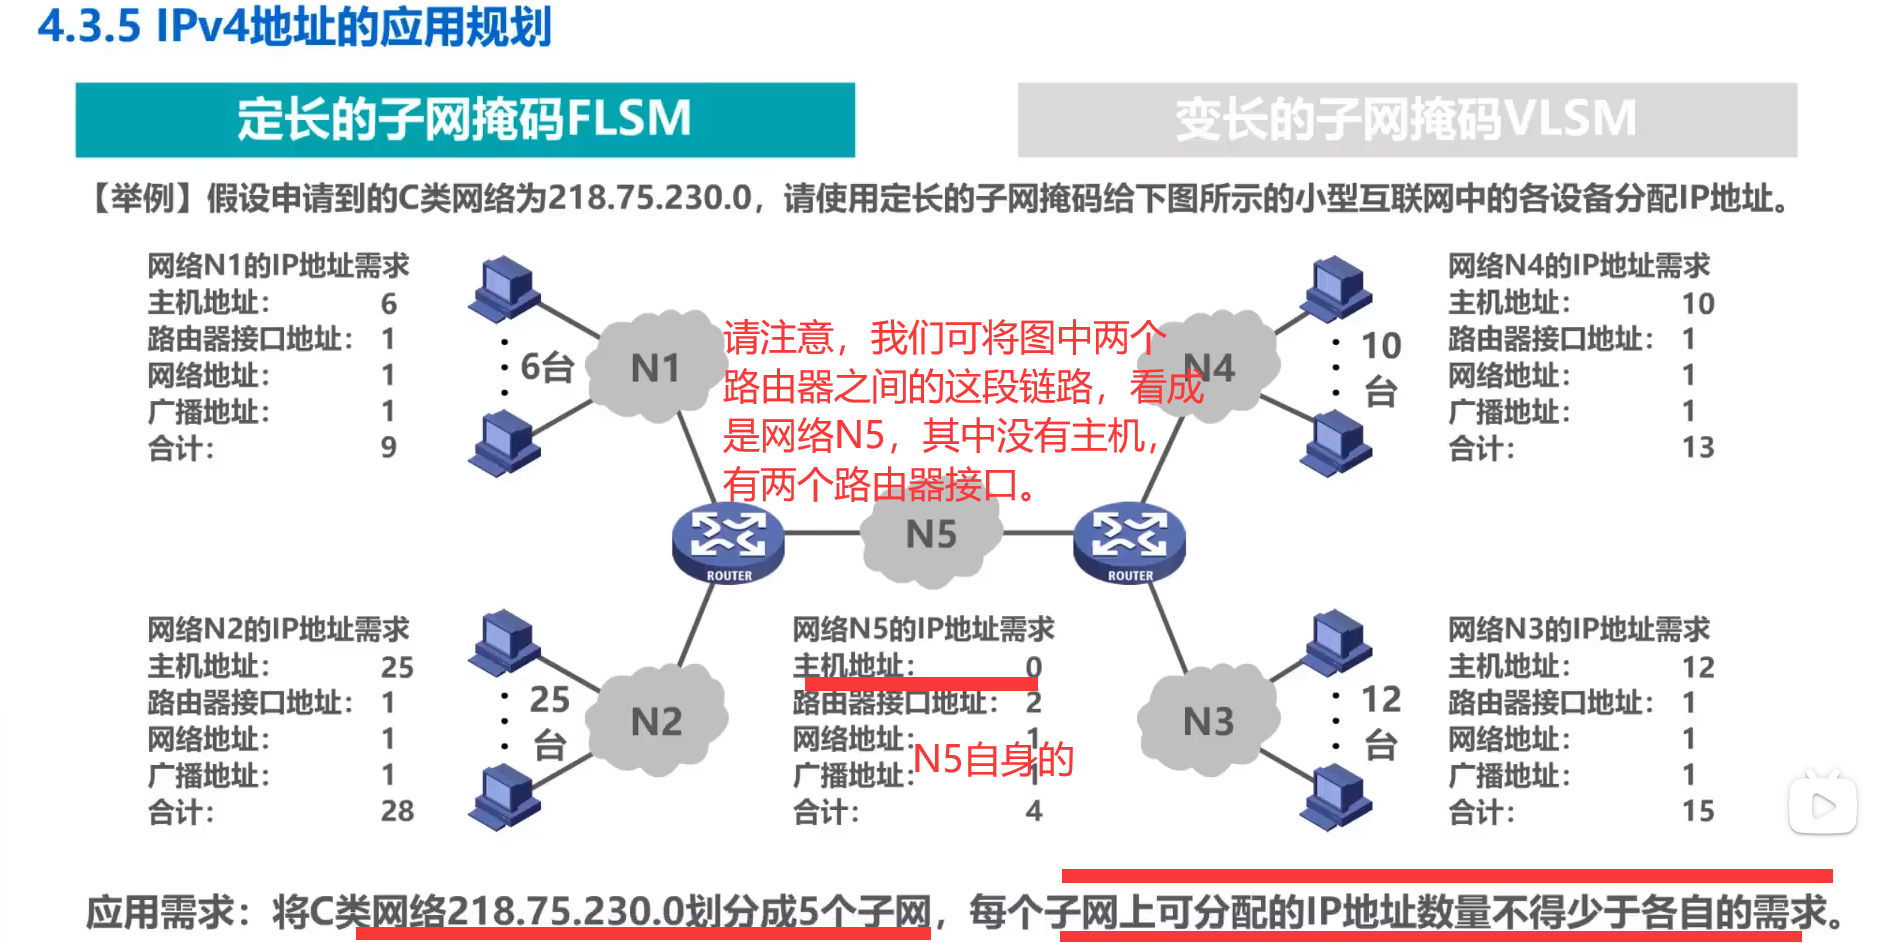 4.3.5 IPv4地址的应用规划
定长的子网掩码FLSM
变长的子网掩码VLSM
【举例】假设申请到的C类网络为218.75.230.0，请使用定长的子网掩码给下图所示的小型互联网中的各设备分配IP地址。
网络N1的IP地址需求
主机地址： 6
路由器接口地址： 1
网络地址： 1
广播地址： 1
合计： 9
6台
N1
请注意，我们可将图中两个
路由器之间的这段链路，看成
是网络N5，其中没有主机，
有两个路由器接口。
N4
10
台
网络N4的IP地址需求
主机地址： 10
路由器接口地址： 1
网络地址： 1
广播地址： 1
合计： 13
ROUTER
N5
ROUTER
网络N2的IP地址需求
主机地址： 25
路由器接口地址： 1
网络地址： 1
广播地址： 1
合计： 28
25
台
N2
网络N5的IP地址需求
主机地址： 0
路由器接口地址： 2
网络地址： 1
N5自身的
广播地址： 1
合计： 4
N3
12
台
网络N3的IP地址需求
主机地址： 12
路由器接口地址： 1
网络地址： 1
广播地址： 1
合计： 15
应用需求：将C类网络218.75.230.0划分成5个子网，每个子网上可分配的IP地址数量不得少于各自的需求。